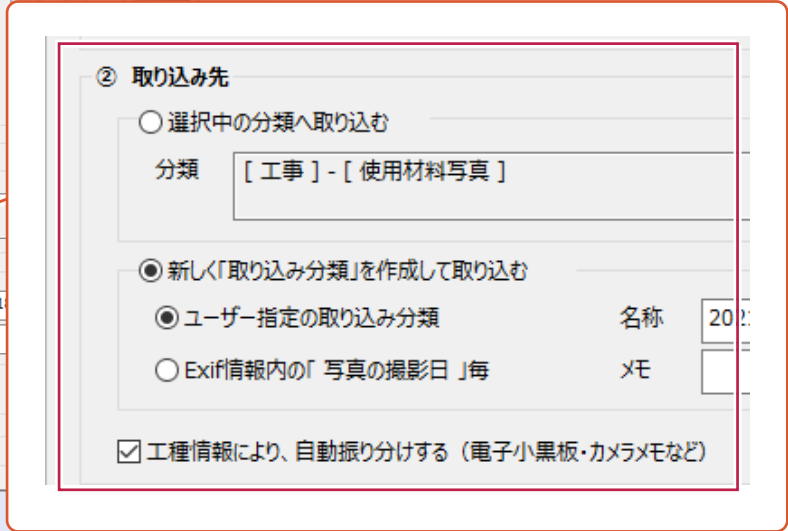 ② 取り込み先
選択中の分類へ取り込む
分類 [ 工事 ] - [ 使用材料写真 ]
新しく「取り込み分類」を作成して取り込む
ユーザー指定の取り込み分類 名称
Exif情報内の「 写真の撮影日 」毎 メモ
工種情報により、自動振り分けする（電子小黒板・カメラメモなど）